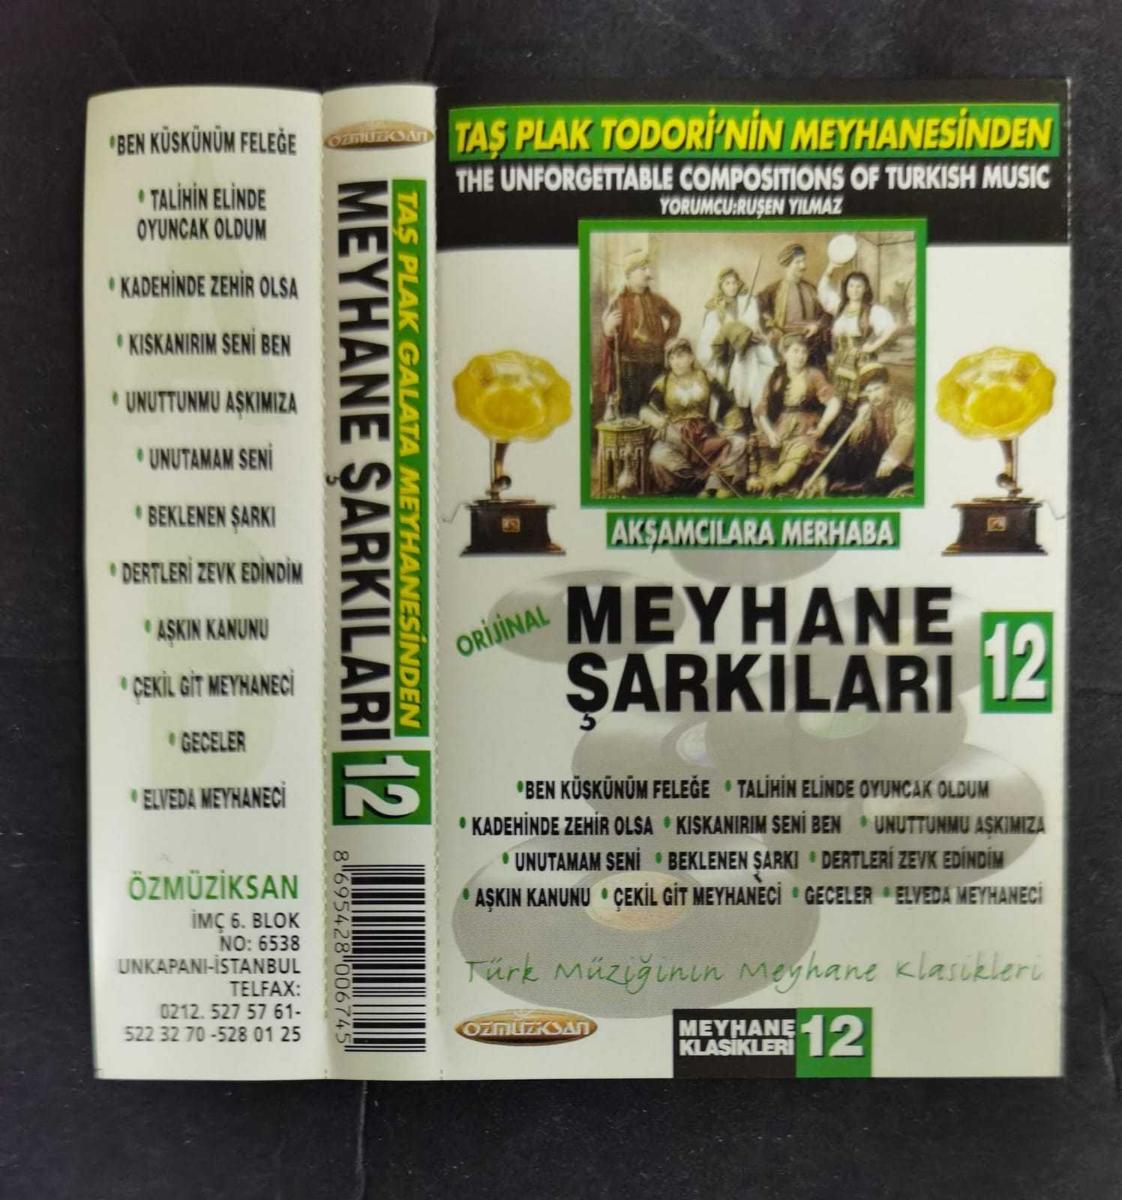 •BEN KÜSKÜNÜM FELEĞE
• TALİHİN ELİNDE
OYUNCAK OLDUM
• KADEHİNDE ZEHİR OLSA
• KISKANIRIM SENİ BEN
• UNUTTUNMU AŞKIMIZA
• UNUTAMAM SENİ
• BEKLENEN ŞARKI
• DERTLERİ ZEVK EDİNDİM
• AŞKIN KANUNU
• ÇEKİL GİT MEYHANECİ
• GECELER
• ELVEDA MEYHANECİ
ÖZMÜZİKSAN
İMÇ 6. BLOK
NO: 6538
UNKAPANI-İSTANBUL
TELFAX:
0212. 527 57 61-
522 32 70 -528 01 25
ÖZMÜZİKSAN
TAŞ PLAK GALATA MEYHANESİNDEN
MEYHANE ŞARKILARI
12
8 695428 006745
TAŞ PLAK TODORİ'NİN MEYHANESİNDEN
THE UNFORGETTABLE COMPOSITIONS OF TURKISH MUSIC
YORUMCU:RUŞEN YILMAZ
AKŞAMCILARA MERHABA
ORİJİNAL
MEYHANE
ŞARKILARI
12
•BEN KÜSKÜNÜM FELEĞE • TALİHİN ELİNDE OYUNCAK OLDUM
• KADEHİNDE ZEHİR OLSA • KISKANIRIM SENİ BEN • UNUTTUNMU AŞKIMIZA
• UNUTAMAM SENİ • BEKLENEN ŞARKI • DERTLERİ ZEVK EDİNDİM
• AŞKIN KANUNU • ÇEKİL GİT MEYHANECİ • GECELER • ELVEDA MEYHANECİ
Türk Müziğinin Meyhane Klasikleri
ÖZMÜZİKSAN
MEYHANE
KLASİKLERİ
12